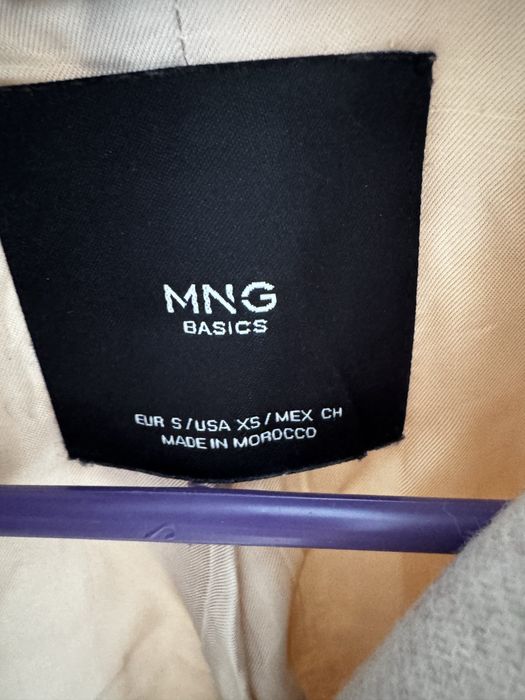 MNG
BASICS
EUR S/USA XS/MEX CH
MADE IN MOROCCO